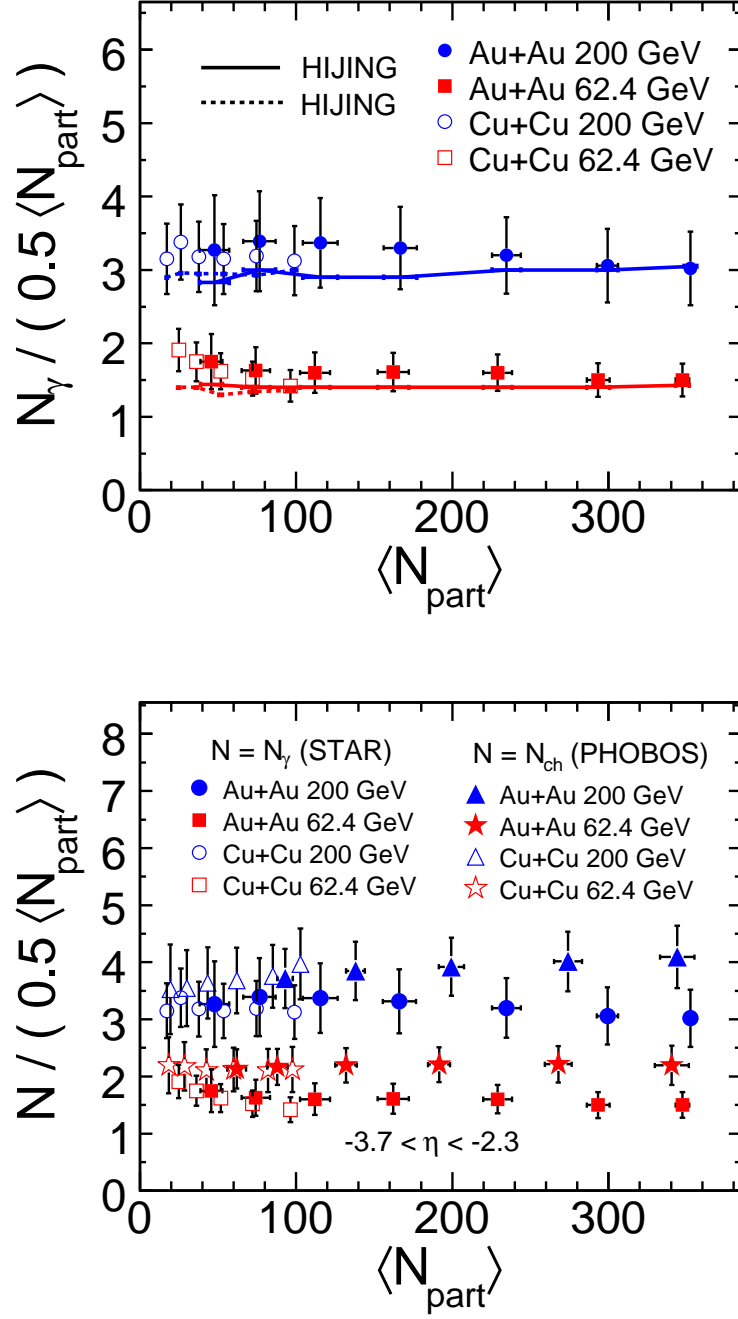 6
5
4
3
2
1
0
N_γ / ( 0.5 ⟨N_part⟩ )
HIJING
HIJING
Au+Au 200 GeV
Au+Au 62.4 GeV
Cu+Cu 200 GeV
Cu+Cu 62.4 GeV
0 100 200 300
⟨N_part⟩
8
7
6
5
4
3
2
1
0
N / ( 0.5 ⟨N_part⟩ )
N = N_γ (STAR)
Au+Au 200 GeV
Au+Au 62.4 GeV
Cu+Cu 200 GeV
Cu+Cu 62.4 GeV
N = N_ch (PHOBOS)
Au+Au 200 GeV
Au+Au 62.4 GeV
Cu+Cu 200 GeV
Cu+Cu 62.4 GeV
-3.7 < η < -2.3
0 100 200 300
⟨N_part⟩